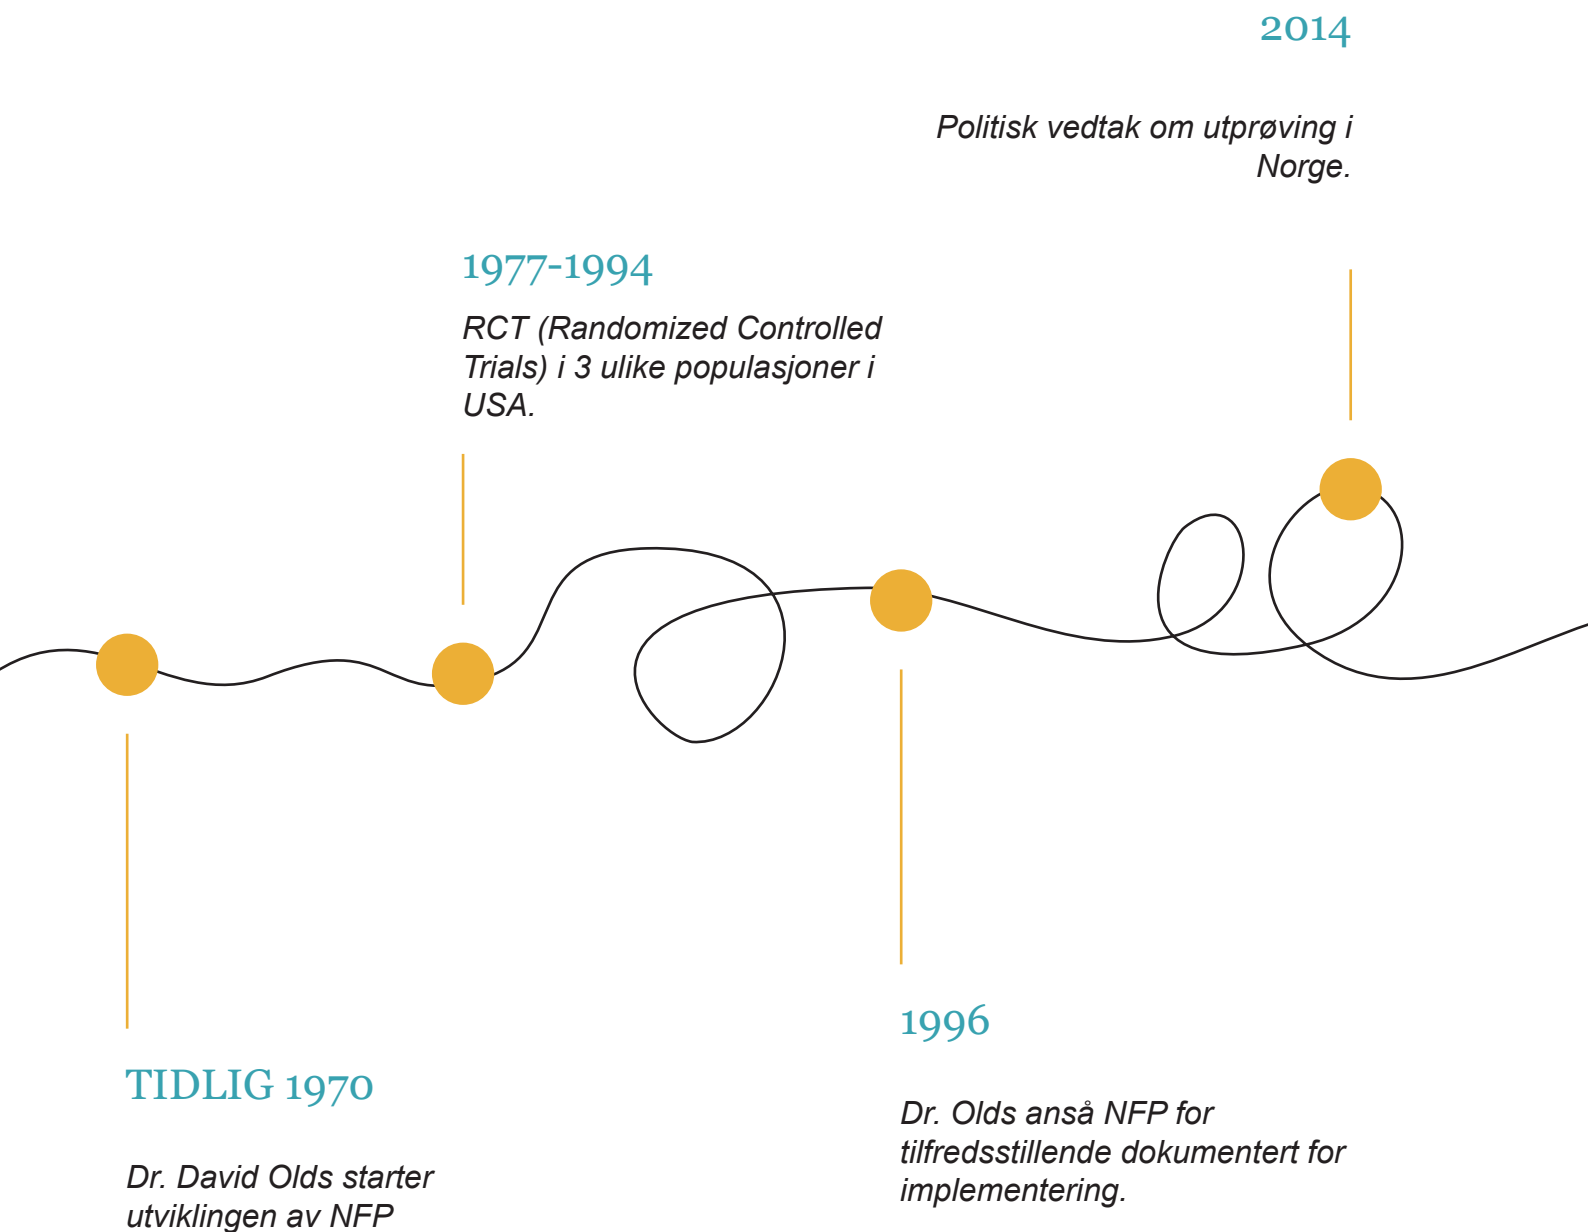 TIDLIG 1970
Dr. David Olds starter
utviklingen av NFP
1977-1994
RCT (Randomized Controlled
Trials) i 3 ulike populasjoner i
USA.
1996
Dr. Olds anså NFP for
tilfredsstillende dokumentert for
implementering.
2014
Politisk vedtak om utprøving i
Norge.